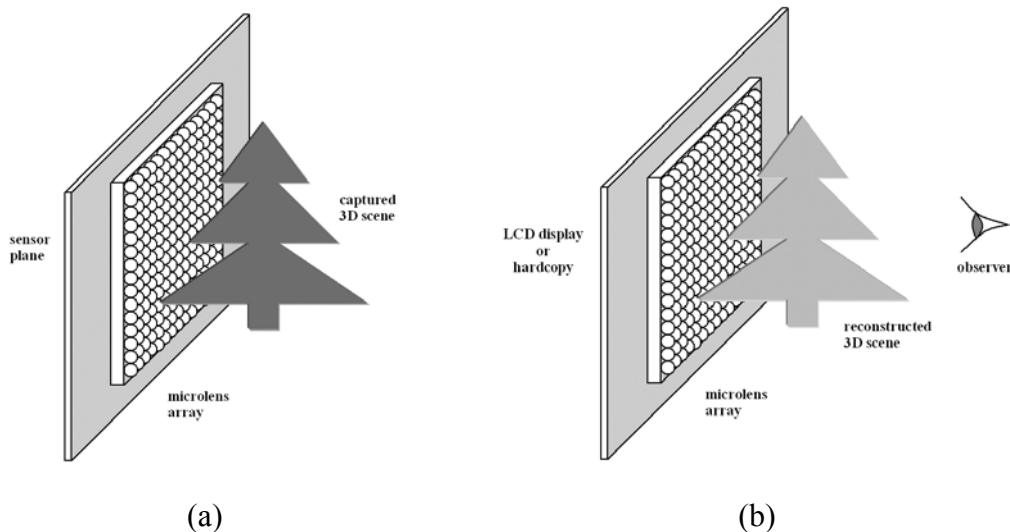 captured
3D scene
sensor
plane
microlens
array
(a)
LCD display
or
hardcopy
observer
reconstructed
3D scene
microlens
array
(b)